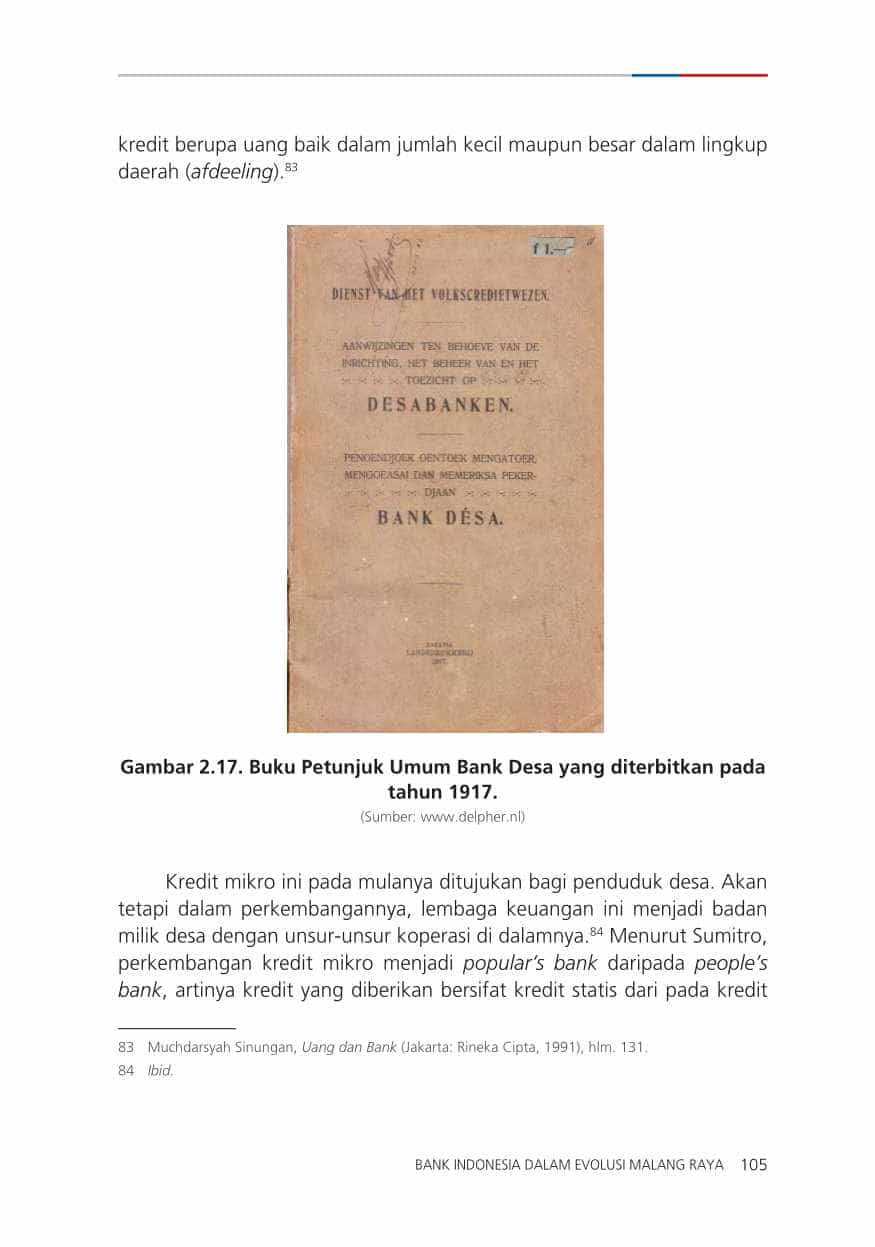 kredit berupa uang baik dalam jumlah kecil maupun besar dalam lingkup
daerah (afdeeling).83
f 1.—
DIENST VAN HET VOLKSCREDIETWEZEN.
AANWIJZINGEN TEN BEHOEVE VAN DE
INRICHTING, HET BEHEER VAN EN HET
TOEZICHT OP
DESABANKEN.
PENOENDJOEK OENTOEK MENGATOER,
MENGOEASAI DAN MEMERIKSA PEKER-
DJAAN
BANK DÉSA.
BATAVIA
LANDSDRUKKERIJ
1917
Gambar 2.17. Buku Petunjuk Umum Bank Desa yang diterbitkan pada
tahun 1917.
(Sumber: www.delpher.nl)
Kredit mikro ini pada mulanya ditujukan bagi penduduk desa. Akan
tetapi dalam perkembangannya, lembaga keuangan ini menjadi badan
milik desa dengan unsur-unsur koperasi di dalamnya.84 Menurut Sumitro,
perkembangan kredit mikro menjadi popular’s bank daripada people’s
bank, artinya kredit yang diberikan bersifat kredit statis dari pada kredit
83 Muchdarsyah Sinungan, Uang dan Bank (Jakarta: Rineka Cipta, 1991), hlm. 131.
84 Ibid.
BANK INDONESIA DALAM EVOLUSI MALANG RAYA 105